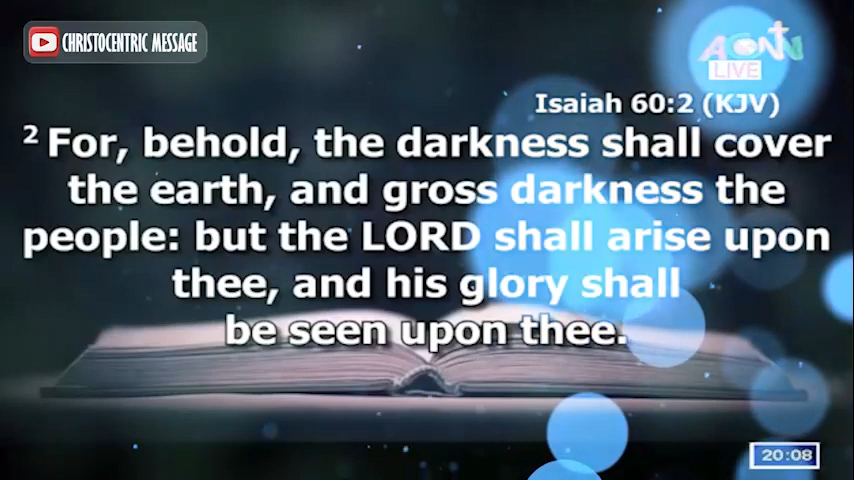 CHRISTOCENTRIC MESSAGE
LIVE
Isaiah 60:2 (KJV)
2 For, behold, the darkness shall cover
the earth, and gross darkness the
people: but the LORD shall arise upon
thee, and his glory shall
be seen upon thee.
20:08